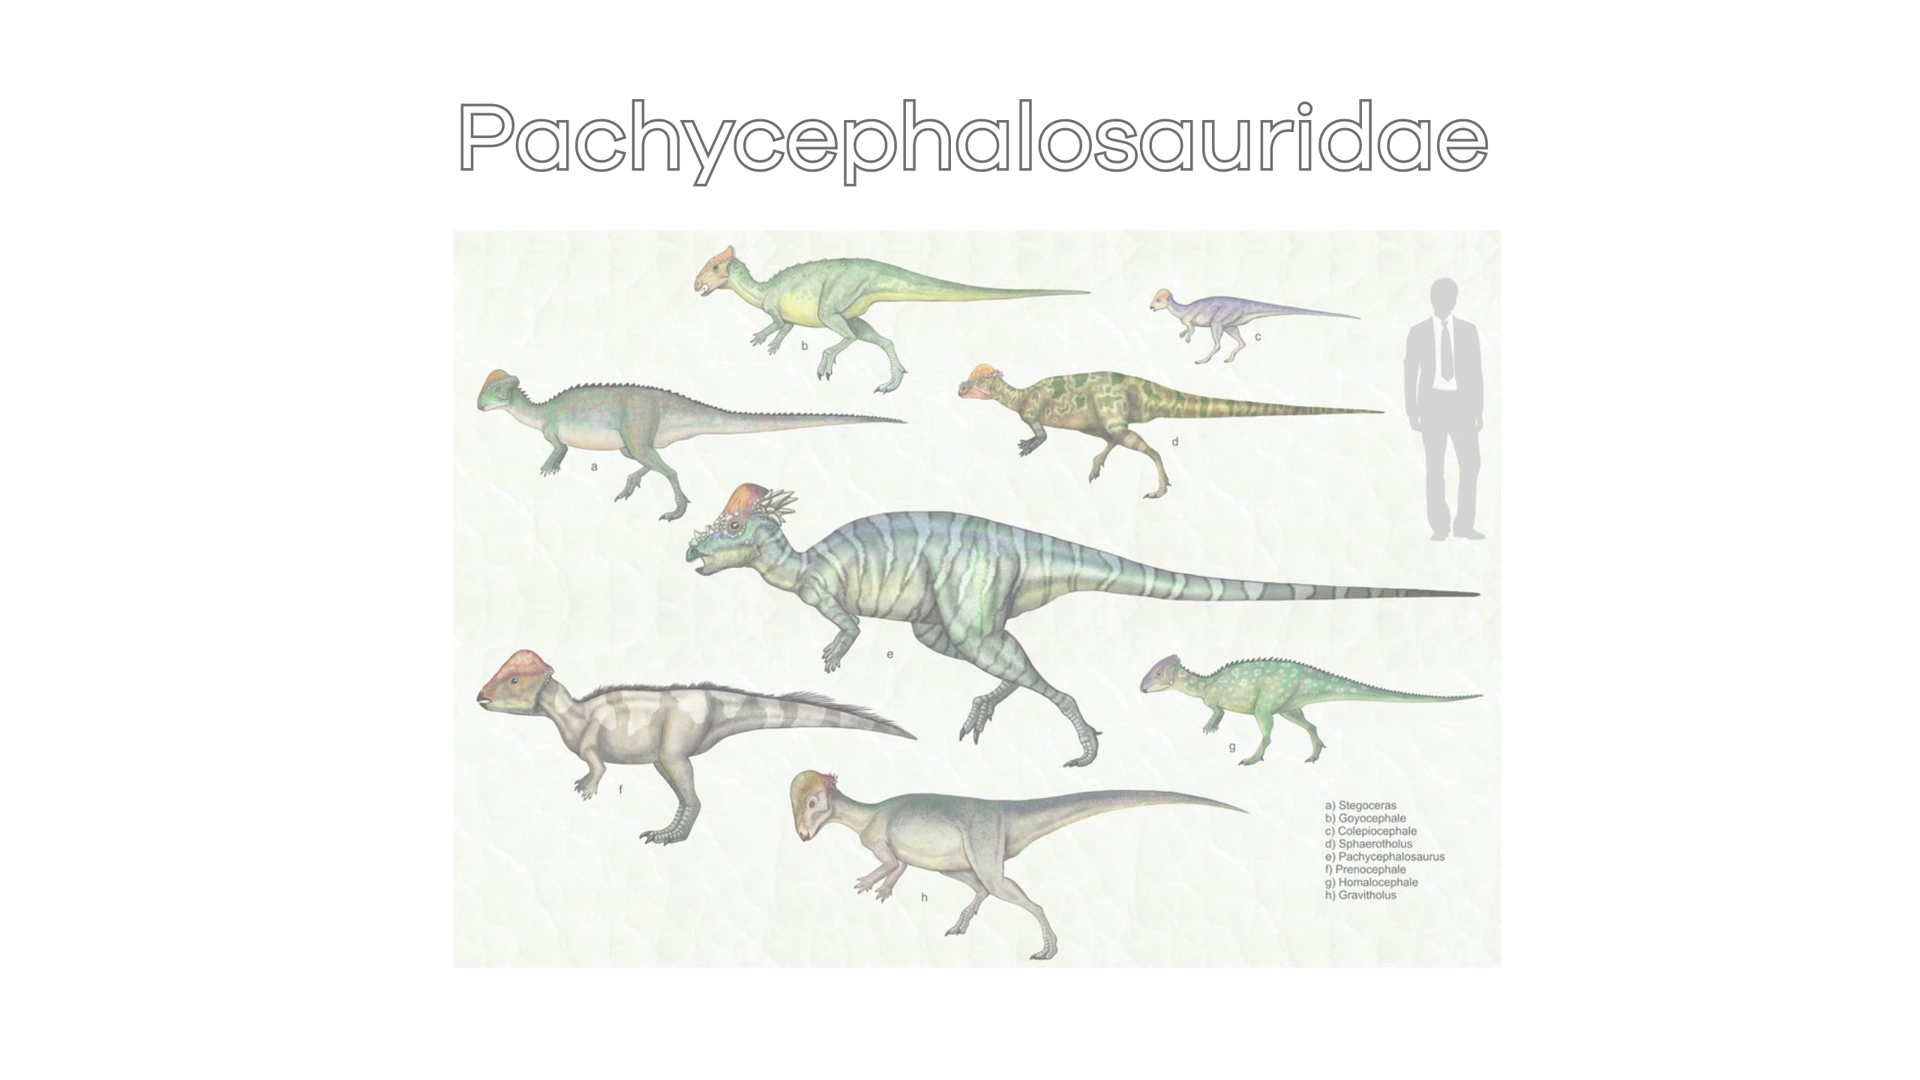 Pachycephalosauridae
b
c
a
d
e
f
g
h
a) Stegoceras
b) Goyocephale
c) Colepiocephale
d) Sphaerotholus
e) Pachycephalosaurus
f) Prenocephale
g) Homalocephale
h) Gravitholus